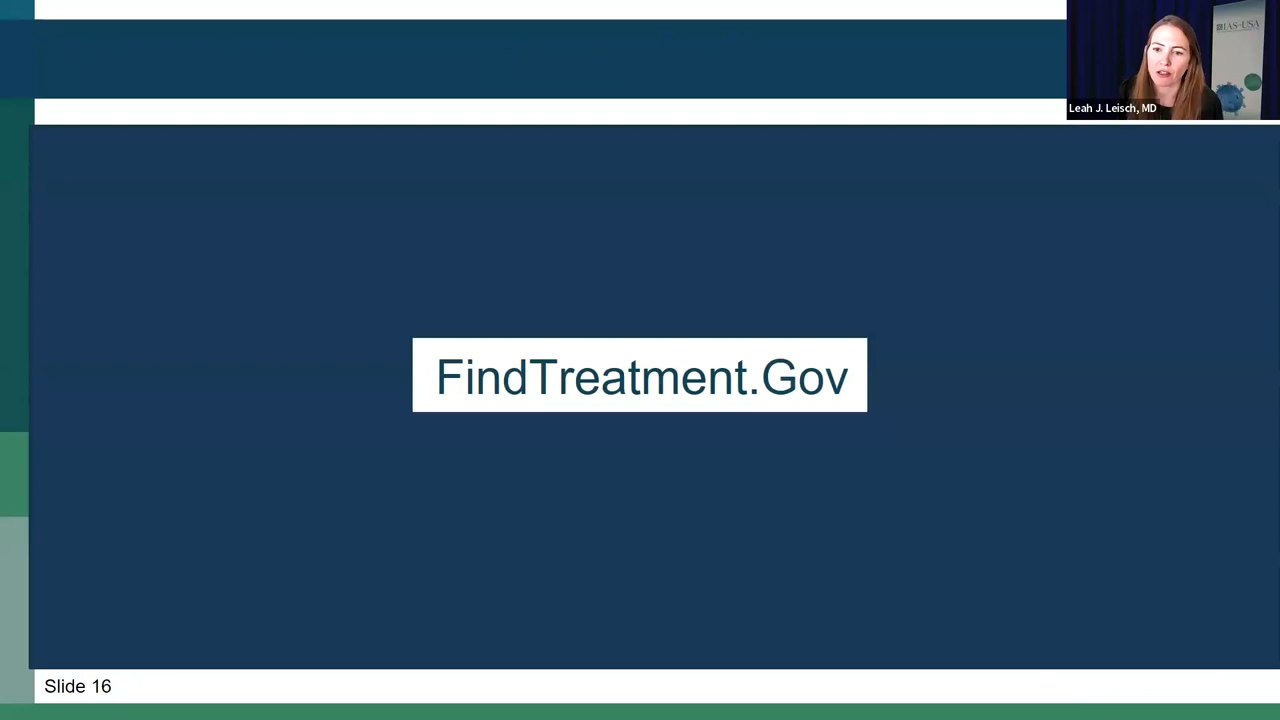 IAS-USA
Leah J. Leisch, MD
FindTreatment.Gov
Slide 16